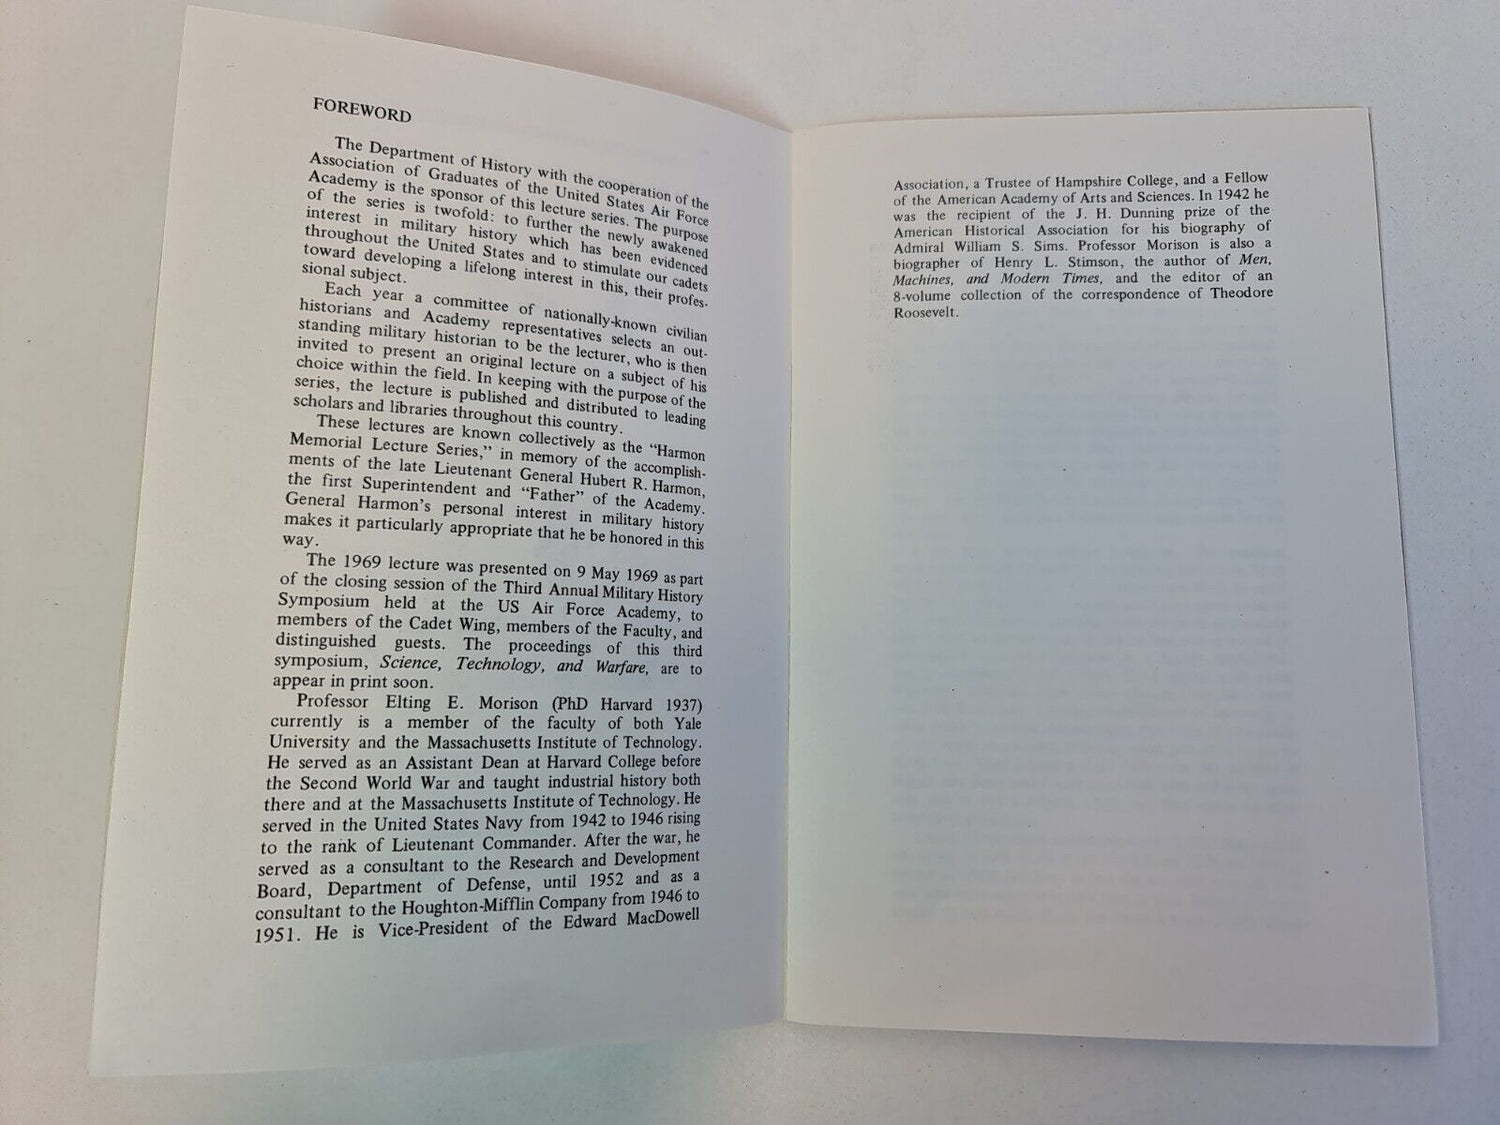 FOREWORD
The Department of History with the cooperation of the
Association of Graduates of the United States Air Force
Academy is the sponsor of this lecture series. The purpose
of the series is twofold: to further the newly awakened
interest in military history which has been evidenced
throughout the United States and to stimulate our cadets
toward developing a lifelong interest in this, their profes-
sional subject.
Each year a committee of nationally-known civilian
historians and Academy representatives selects an out-
standing military historian to be the lecturer, who is then
invited to present an original lecture on a subject of his
choice within the field. In keeping with the purpose of the
series, the lecture is published and distributed to leading
scholars and libraries throughout this country.
These lectures are known collectively as the “Harmon
Memorial Lecture Series,” in memory of the accomplish-
ments of the late Lieutenant General Hubert R. Harmon,
the first Superintendent and “Father” of the Academy.
General Harmon's personal interest in military history
makes it particularly appropriate that he be honored in this
way.
The 1969 lecture was presented on 9 May 1969 as part
of the closing session of the Third Annual Military History
Symposium held at the US Air Force Academy, to
members of the Cadet Wing, members of the Faculty, and
distinguished guests. The proceedings of this third
symposium, Science, Technology, and Warfare, are to
appear in print soon.
Professor Elting E. Morison (PhD Harvard 1937)
currently is a member of the faculty of both Yale
University and the Massachusetts Institute of Technology.
He served as an Assistant Dean at Harvard College before
the Second World War and taught industrial history both
there and at the Massachusetts Institute of Technology. He
served in the United States Navy from 1942 to 1946 rising
to the rank of Lieutenant Commander. After the war, he
served as a consultant to the Research and Development
Board, Department of Defense, until 1952 and as a
consultant to the Houghton-Mifflin Company from 1946 to
1951. He is Vice-President of the Edward MacDowell
Association, a Trustee of Hampshire College, and a Fellow
of the American Academy of Arts and Sciences. In 1942 he
was the recipient of the J. H. Dunning prize of the
American Historical Association for his biography of
Admiral William S. Sims. Professor Morison is also a
biographer of Henry L. Stimson, the author of Men,
Machines, and Modern Times, and the editor of an
8-volume collection of the correspondence of Theodore
Roosevelt.